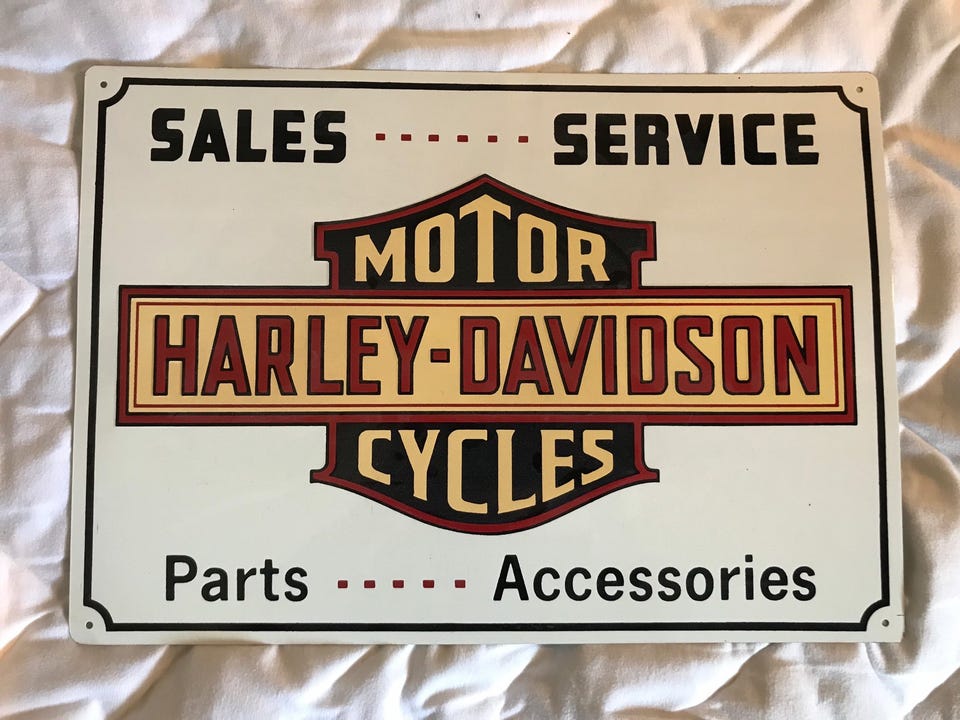 SALES ······ SERVICE
MOTOR
HARLEY-DAVIDSON
CYCLES
Parts ····· Accessories